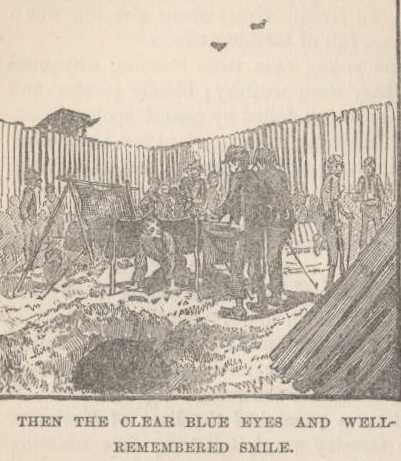 THEN THE CLEAR BLUE EYES AND WELL-
REMEMBERED SMILE.